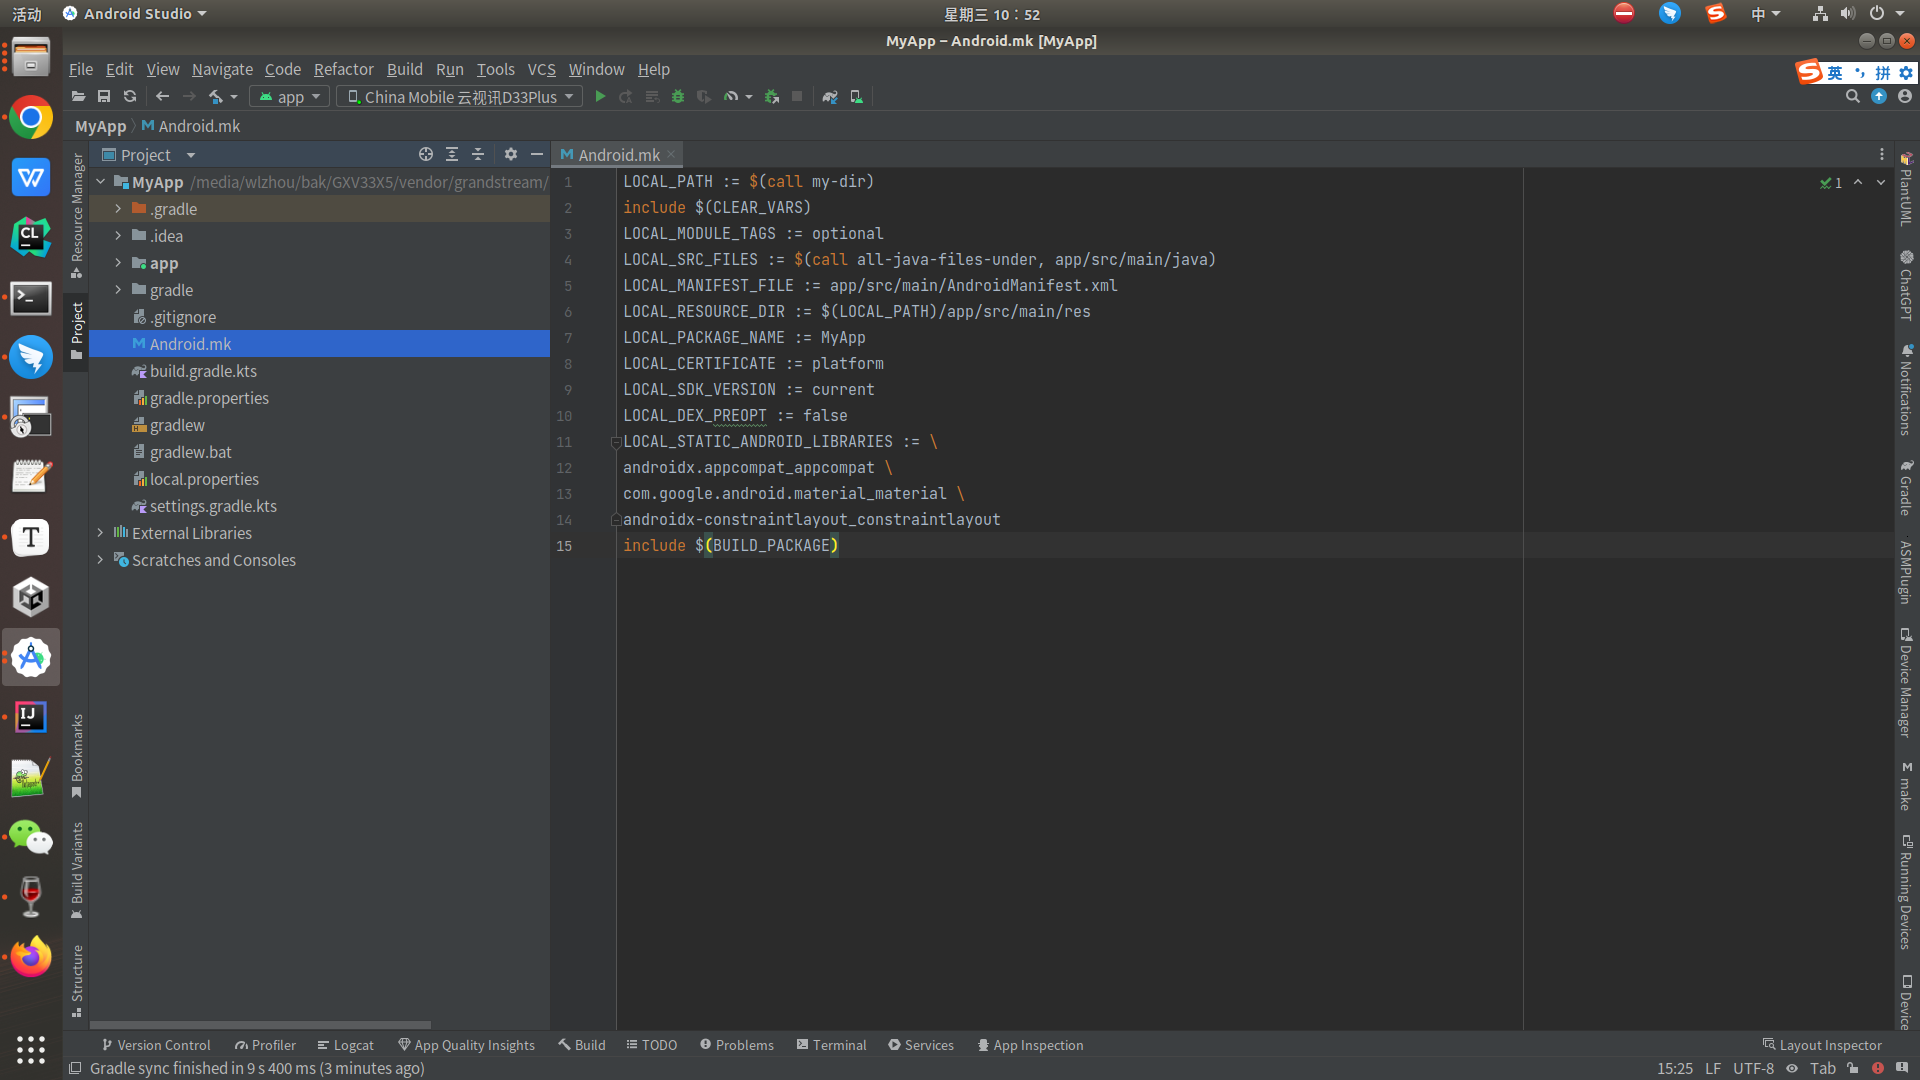 活动
Android Studio
星期三 10：52
中
MyApp – Android.mk [MyApp]
File Edit View Navigate Code Refactor Build Run Tools VCS Window Help
英 拼
app
China Mobile 云视讯D33Plus
MyApp
Android.mk
Project
Android.mk
MyApp /media/wlzhou/bak/GXV33X5/vendor/grandstream/
.gradle
.idea
app
gradle
.gitignore
Android.mk
build.gradle.kts
gradle.properties
gradlew
gradlew.bat
local.properties
settings.gradle.kts
External Libraries
Scratches and Consoles
1 LOCAL_PATH := $(call my-dir)
2 include $(CLEAR_VARS)
3 LOCAL_MODULE_TAGS := optional
4 LOCAL_SRC_FILES := $(call all-java-files-under, app/src/main/java)
5 LOCAL_MANIFEST_FILE := app/src/main/AndroidManifest.xml
6 LOCAL_RESOURCE_DIR := $(LOCAL_PATH)/app/src/main/res
7 LOCAL_PACKAGE_NAME := MyApp
8 LOCAL_CERTIFICATE := platform
9 LOCAL_SDK_VERSION := current
10 LOCAL_DEX_PREOPT := false
11 LOCAL_STATIC_ANDROID_LIBRARIES := \
12 androidx.appcompat_appcompat \
13 com.google.android.material_material \
14 androidx-constraintlayout_constraintlayout
15 include $(BUILD_PACKAGE)
1
Resource Manager
Project
Bookmarks
Build Variants
Structure
PlantUML
ChatGPT
Notifications
Gradle
ASMPlugin
Device Manager
make
Running Devices
Device
Version Control
Profiler
Logcat
App Quality Insights
Build
TODO
Problems
Terminal
Services
App Inspection
Layout Inspector
Gradle sync finished in 9 s 400 ms (3 minutes ago)
15:25 LF UTF-8 Tab